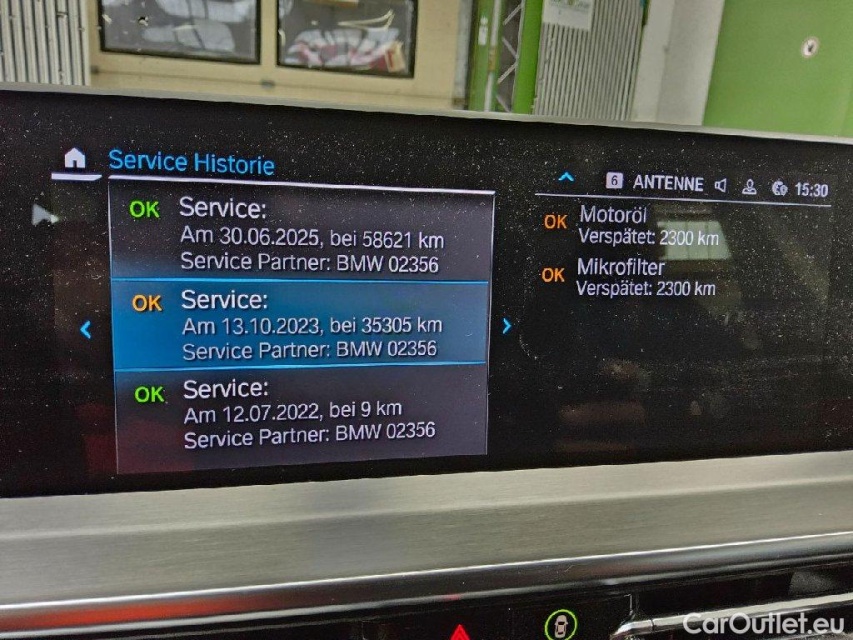 Service Historie
6 ANTENNE 15:30
OK Service:
Am 30.06.2025, bei 58621 km
Service Partner: BMW 02356
OK Service:
Am 13.10.2023, bei 35305 km
Service Partner: BMW 02356
OK Service:
Am 12.07.2022, bei 9 km
Service Partner: BMW 02356
OK Motoröl
Verspätet: 2300 km
OK Mikrofilter
Verspätet: 2300 km
CarOutlet.eu